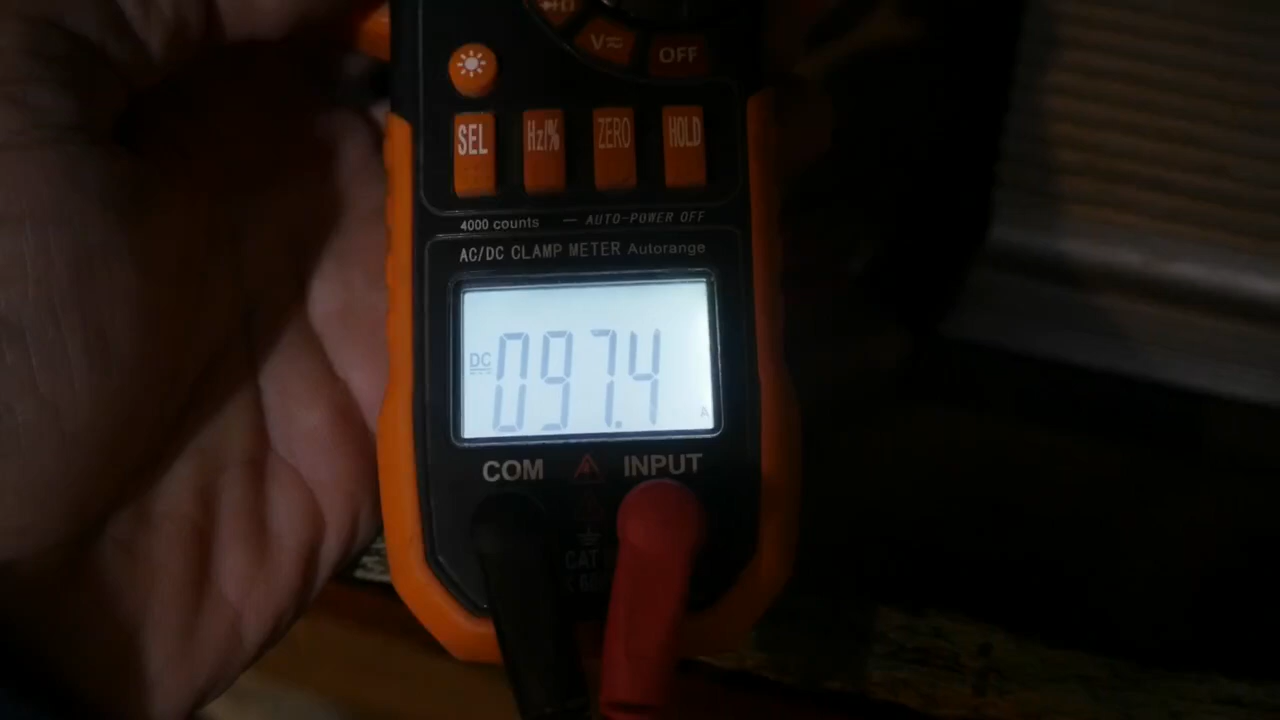 V≂ OFF
SEL Hz/% ZERO HOLD
4000 counts — AUTO-POWER OFF
AC/DC CLAMP METER Autorange
DC 097.4 A
COM INPUT
CAT